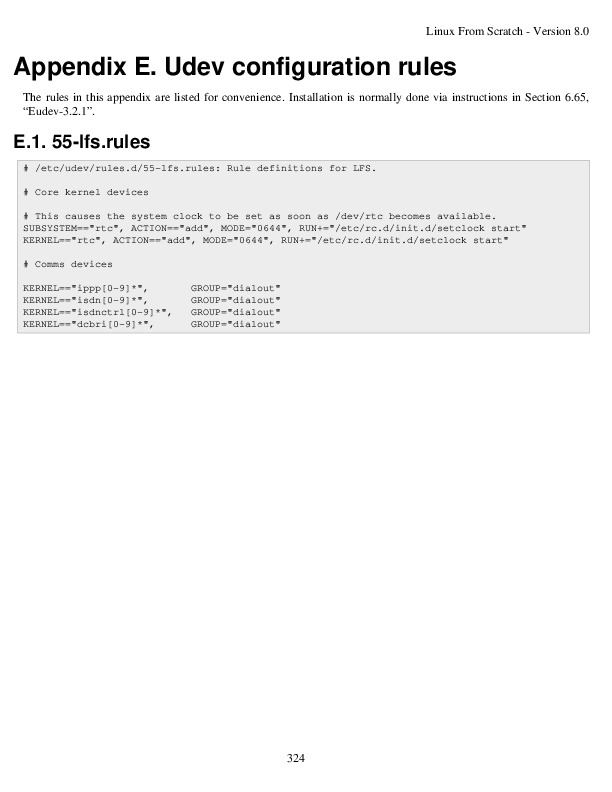 Linux From Scratch - Version 8.0
Appendix E. Udev configuration rules
The rules in this appendix are listed for convenience. Installation is normally done via instructions in Section 6.65,
“Eudev-3.2.1”.
E.1. 55-lfs.rules
# /etc/udev/rules.d/55-lfs.rules: Rule definitions for LFS.
# Core kernel devices
# This causes the system clock to be set as soon as /dev/rtc becomes available.
SUBSYSTEM=="rtc", ACTION=="add", MODE="0644", RUN+="/etc/rc.d/init.d/setclock start"
KERNEL=="rtc", ACTION=="add", MODE="0644", RUN+="/etc/rc.d/init.d/setclock start"
# Comms devices
KERNEL=="ippp[0-9]*",       GROUP="dialout"
KERNEL=="isdn[0-9]*",       GROUP="dialout"
KERNEL=="isdnctrl[0-9]*",   GROUP="dialout"
KERNEL=="dcbri[0-9]*",      GROUP="dialout"
324